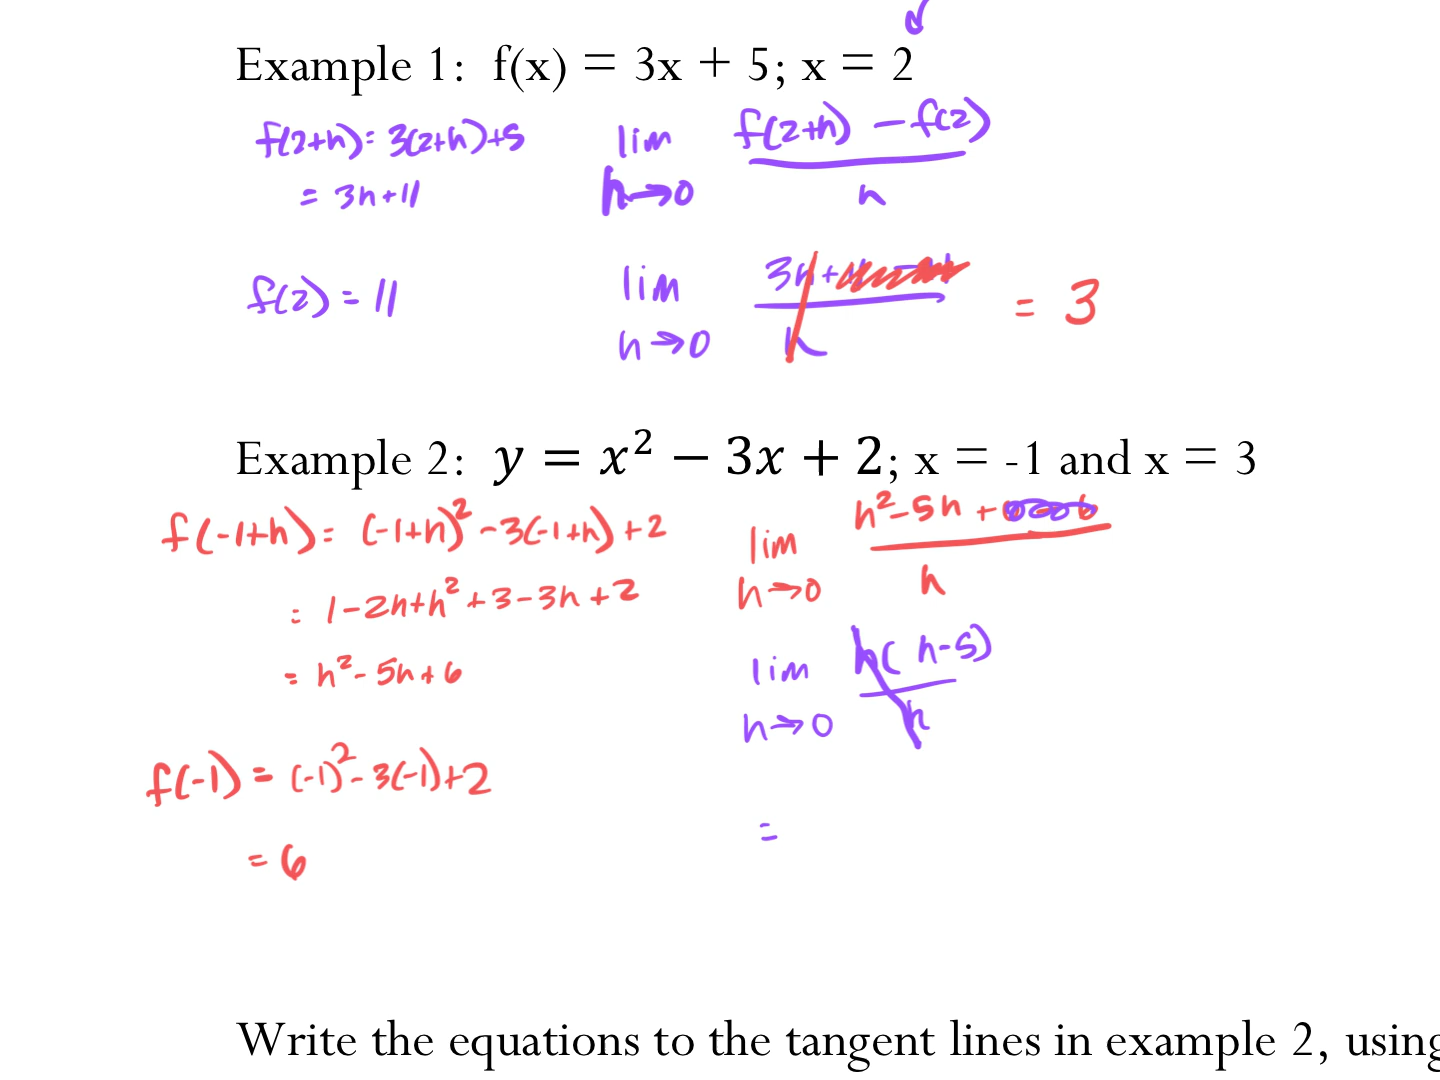 Example 1: f(x) = 3x + 5; x = 2
f(2+h) = 3(2+h)+5
= 3h+11
lim h→0 f(2+h) - f(2) / h
f(2) = 11
lim h→0 3h+ / h = 3
Example 2: y = x² − 3x + 2; x = -1 and x = 3
f(-1+h) = (-1+h)² - 3(-1+h) + 2
= 1-2h+h²+3-3h+2
= h² - 5h + 6
lim h→0 h²-5h + 6 / h
lim h→0 h(h-5) / h
f(-1) = (-1)² - 3(-1)+2
= 6
=
Write the equations to the tangent lines in example 2, using